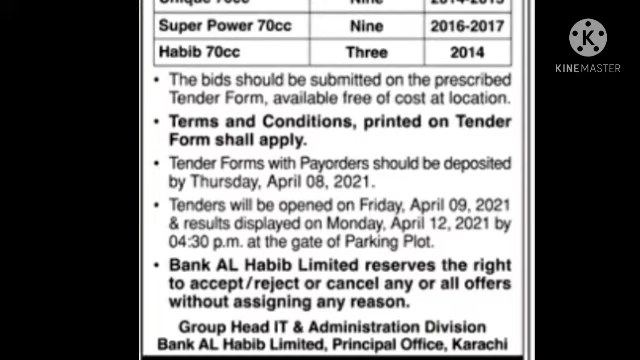 Unique 70cc Nine 2014-2015
Super Power 70cc Nine 2016-2017
Habib 70cc Three 2014
• The bids should be submitted on the prescribed
Tender Form, available free of cost at location.
• Terms and Conditions, printed on Tender
Form shall apply.
• Tender Forms with Payorders should be deposited
by Thursday, April 08, 2021.
• Tenders will be opened on Friday, April 09, 2021
& results displayed on Monday, April 12, 2021 by
04:30 p.m. at the gate of Parking Plot.
• Bank AL Habib Limited reserves the right
to accept/reject or cancel any or all offers
without assigning any reason.
Group Head IT & Administration Division
Bank AL Habib Limited, Principal Office, Karachi
KINEMASTER